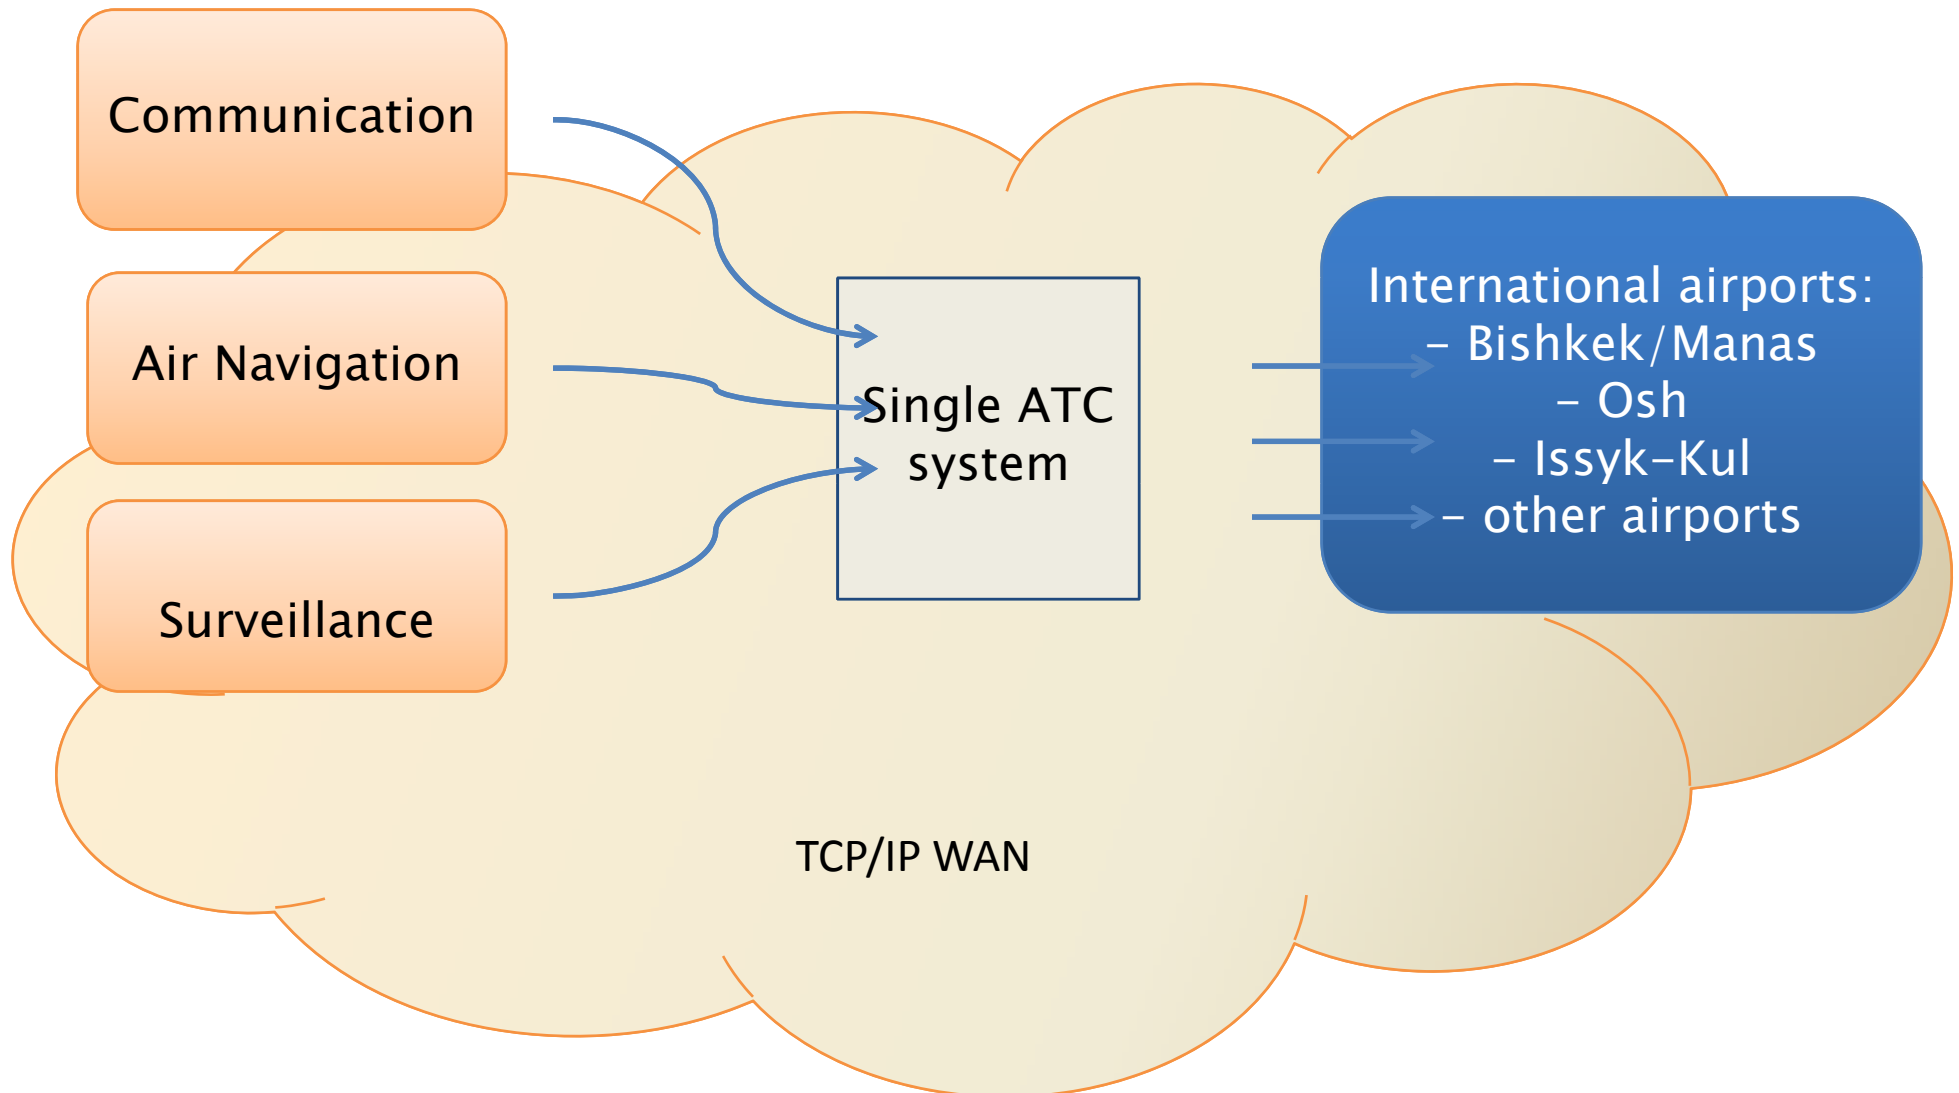 Communication
Air Navigation
Surveillance
Single ATC
system
International airports:
– Bishkek/Manas
– Osh
– Issyk–Kul
– other airports
TCP/IP WAN